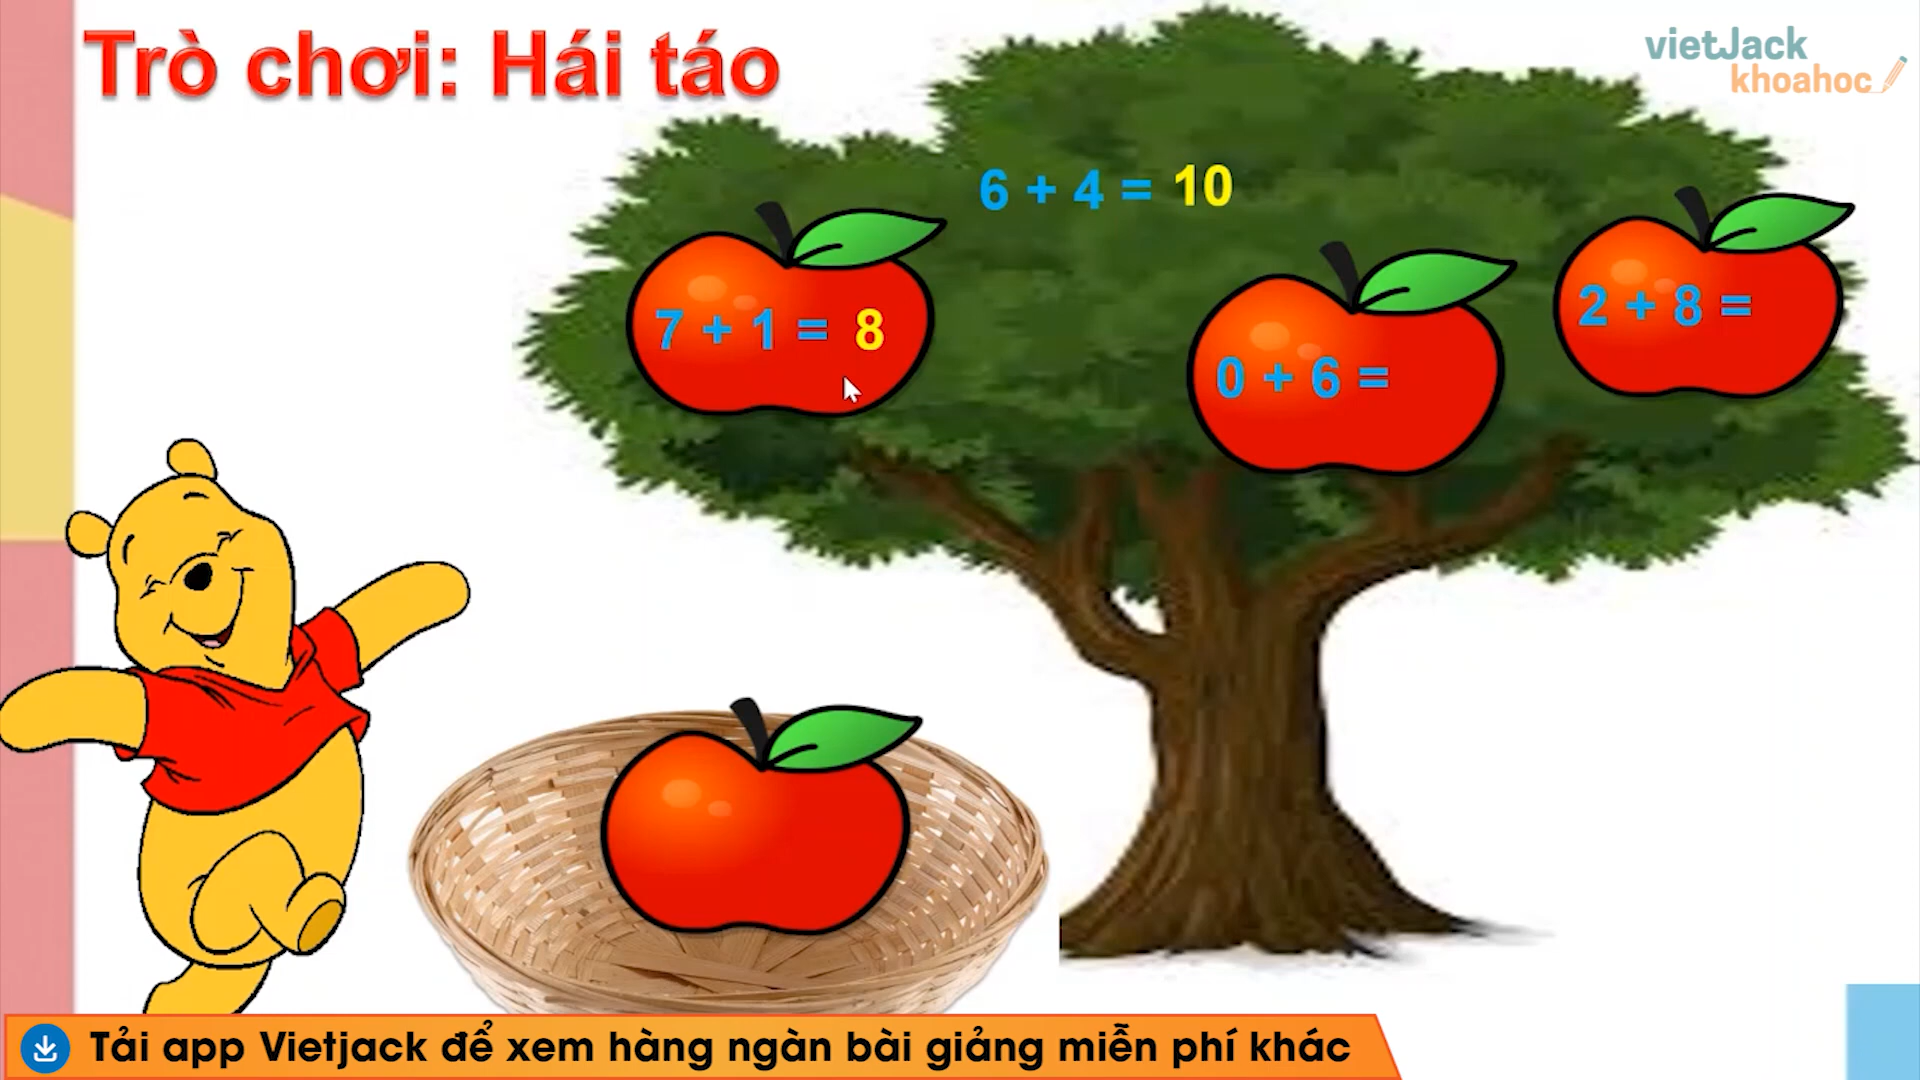 Trò chơi: Hái táo
vietJack
khoahoc
6 + 4 = 10
7 + 1 = 8
0 + 6 =
2 + 8 =
Tải app Vietjack để xem hàng ngàn bài giảng miễn phí khác